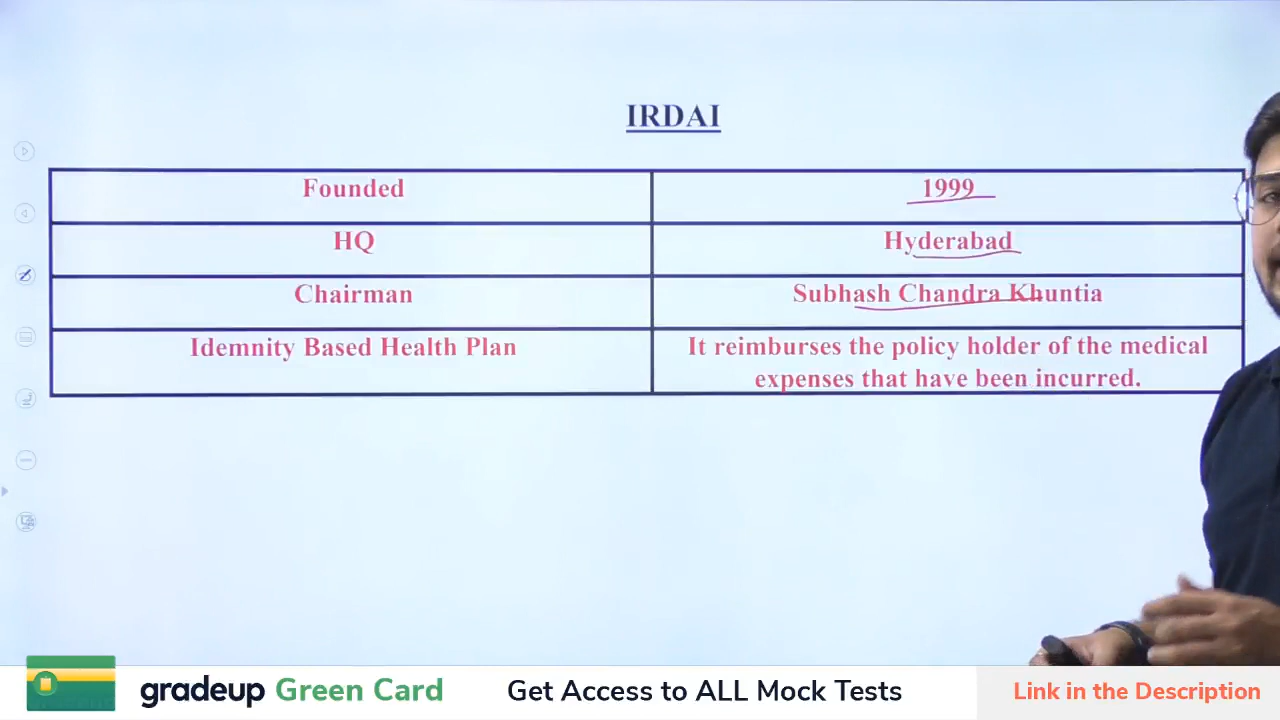 IRDAI
Founded
1999
HQ
Hyderabad
Chairman
Subhash Chandra Khuntia
Idemnity Based Health Plan
It reimburses the policy holder of the medical
expenses that have been incurred.
gradeup Green Card
Get Access to ALL Mock Tests
Link in the Description